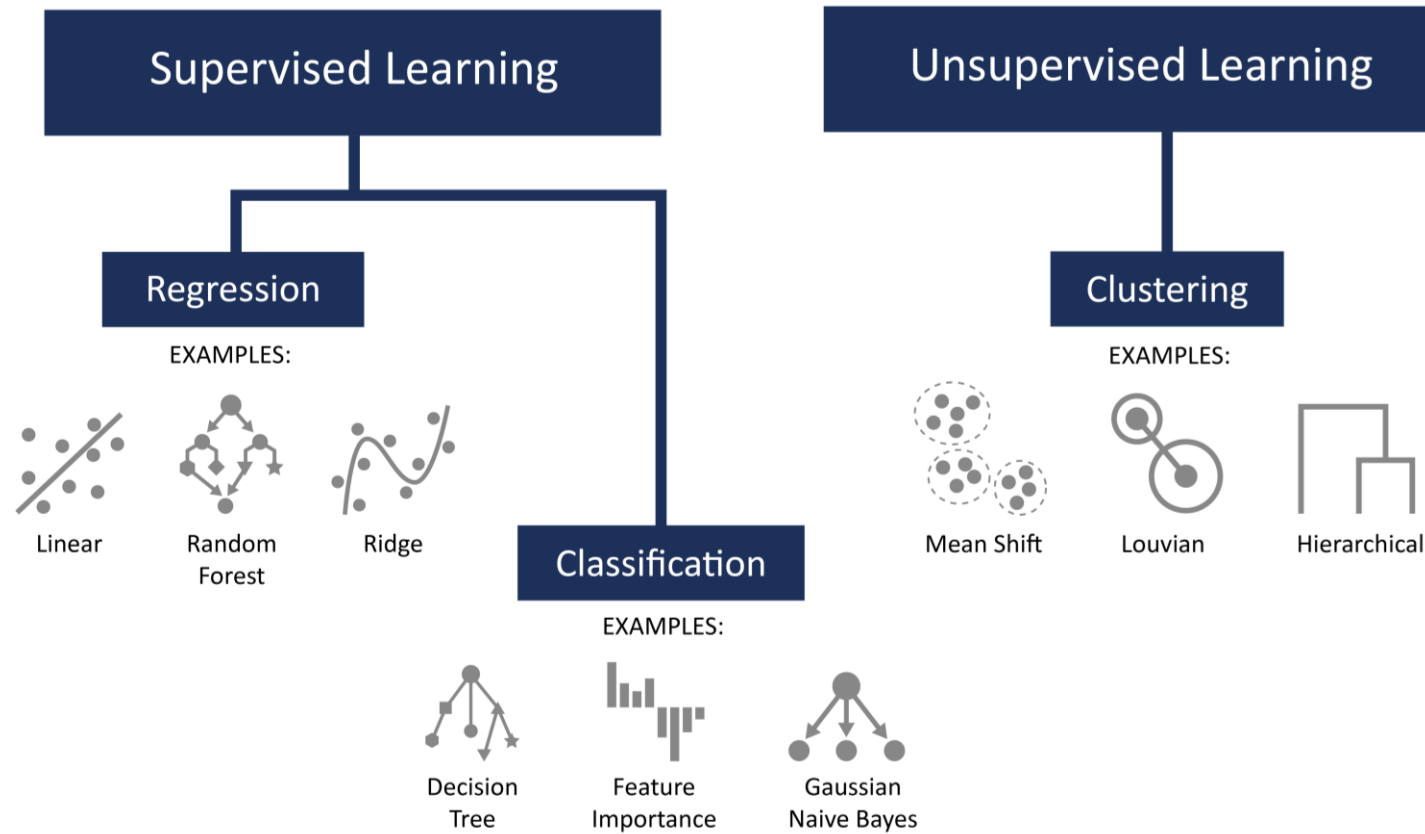 Supervised Learning
Unsupervised Learning
Regression
EXAMPLES:
Linear
Random
Forest
Ridge
Classification
EXAMPLES:
Decision
Tree
Feature
Importance
Gaussian
Naive Bayes
Clustering
EXAMPLES:
Mean Shift
Louvian
Hierarchical